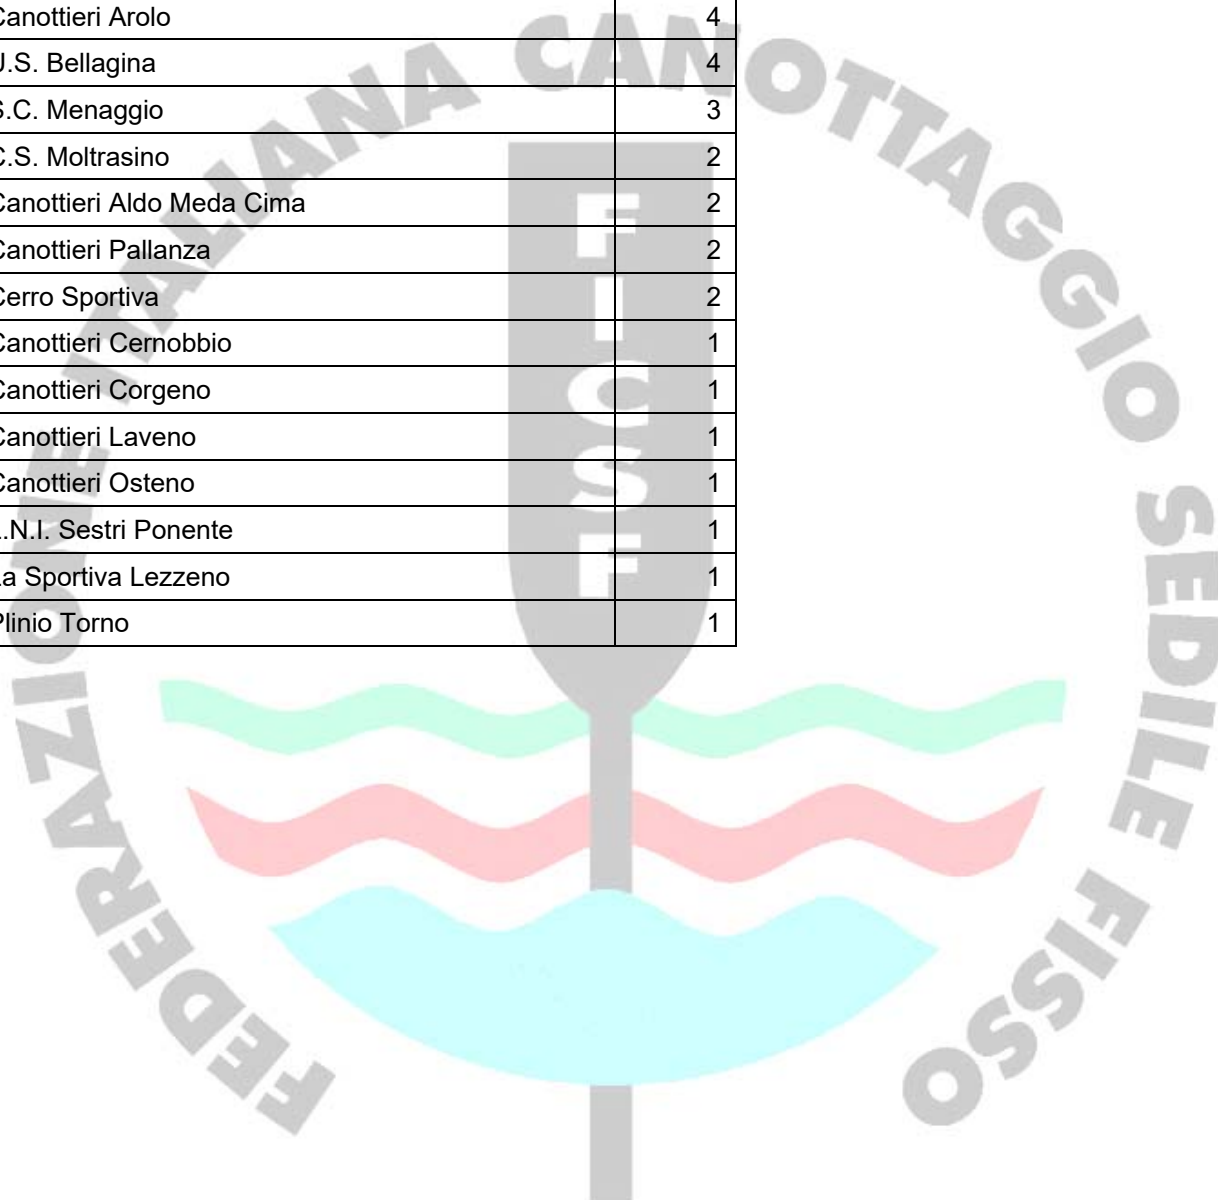 Canottieri Arolo 4
U.S. Bellagina 4
S.C. Menaggio 3
C.S. Moltrasino 2
Canottieri Aldo Meda Cima 2
Canottieri Pallanza 2
Cerro Sportiva 2
Canottieri Cernobbio 1
Canottieri Corgeno 1
Canottieri Laveno 1
Canottieri Osteno 1
L.N.I. Sestri Ponente 1
La Sportiva Lezzeno 1
Plinio Torno 1
FEDERAZIONE ITALIANA CANOTTAGGIO SEDILE FISSO
FICSF